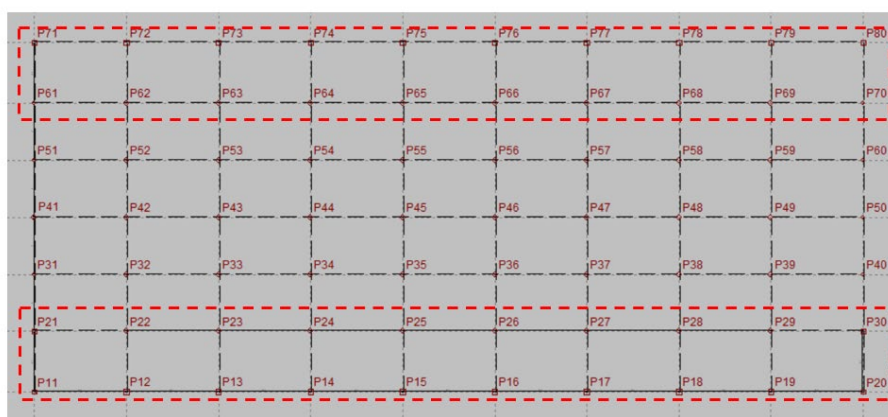 P71 P72 P73 P74 P75 P76 P77 P78 P79 P80
P61 P62 P63 P64 P65 P66 P67 P68 P69 P70
P51 P52 P53 P54 P55 P56 P57 P58 P59 P60
P41 P42 P43 P44 P45 P46 P47 P48 P49 P50
P31 P32 P33 P34 P35 P36 P37 P38 P39 P40
P21 P22 P23 P24 P25 P26 P27 P28 P29 P30
P11 P12 P13 P14 P15 P16 P17 P18 P19 P20